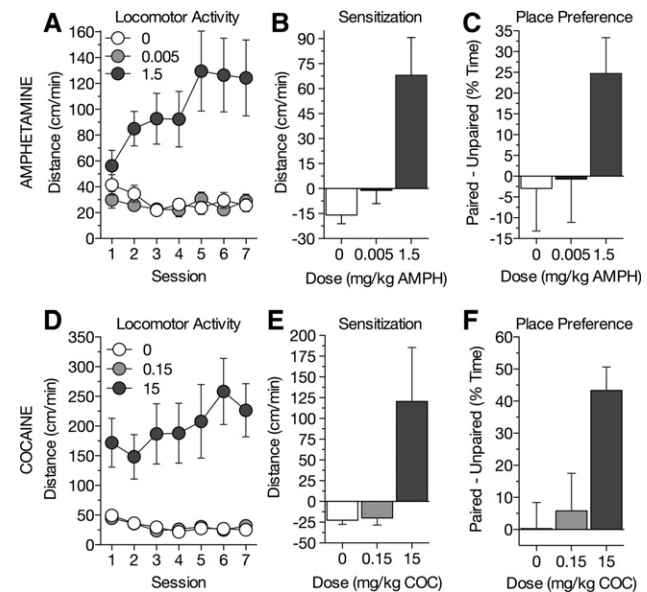 A
Locomotor Activity
AMPHETAMINE
Distance (cm/min)
160
140
120
100
80
60
40
20
0
0
0.005
1.5
1 2 3 4 5 6 7
Session
B
Sensitization
Distance (cm/min)
90
75
60
45
30
15
0
-15
-30
0 0.005 1.5
Dose (mg/kg AMPH)
C
Place Preference
Paired - Unpaired (% Time)
35
30
25
20
15
10
5
0
-5
-10
-15
0 0.005 1.5
Dose (mg/kg AMPH)
D
Locomotor Activity
COCAINE
Distance (cm/min)
350
300
250
200
150
100
50
0
0
0.15
15
1 2 3 4 5 6 7
Session
E
Sensitization
Distance (cm/min)
200
175
150
125
100
75
50
25
0
-25
-50
0 0.15 15
Dose (mg/kg COC)
F
Place Preference
Paired - Unpaired (% Time)
60
50
40
30
20
10
0
0 0.15 15
Dose (mg/kg COC)